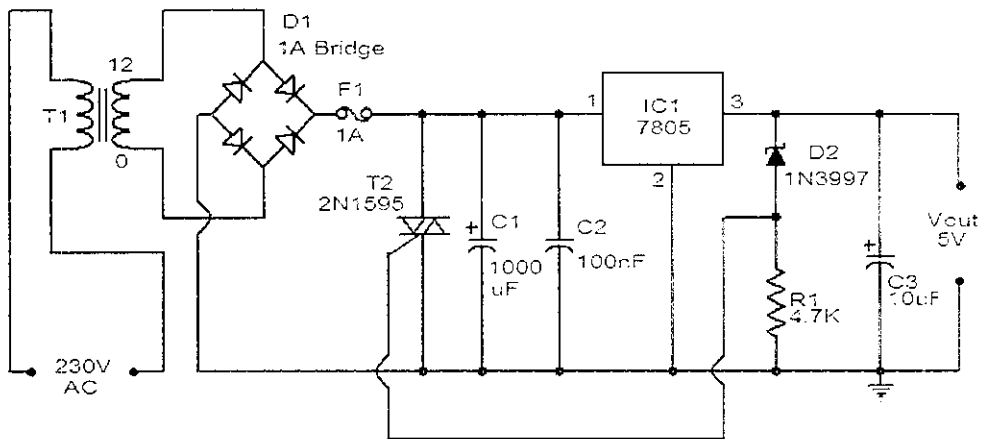 D1
1A Bridge
12
T1
0
F1
1A
1
IC1
7805
3
2
D2
1N3997
T2
2N1595
+
C1
1000
uF
C2
100nF
Vout
5V
+
C3
10uF
R1
4.7K
230V
AC